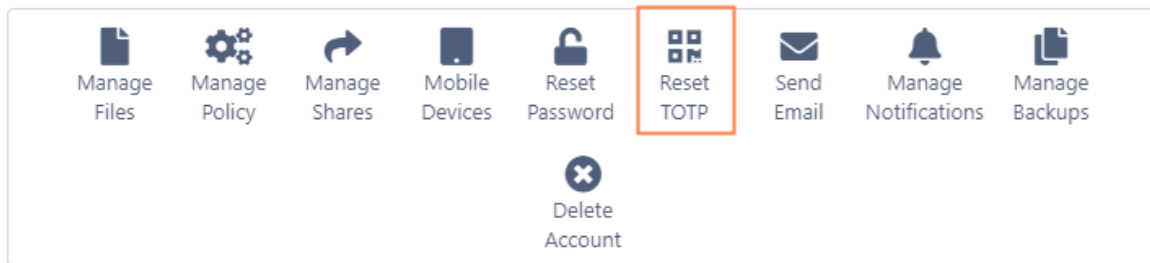 Manage Files
Manage Policy
Manage Shares
Mobile Devices
Reset Password
Reset TOTP
Send Email
Manage Notifications
Manage Backups
Delete Account